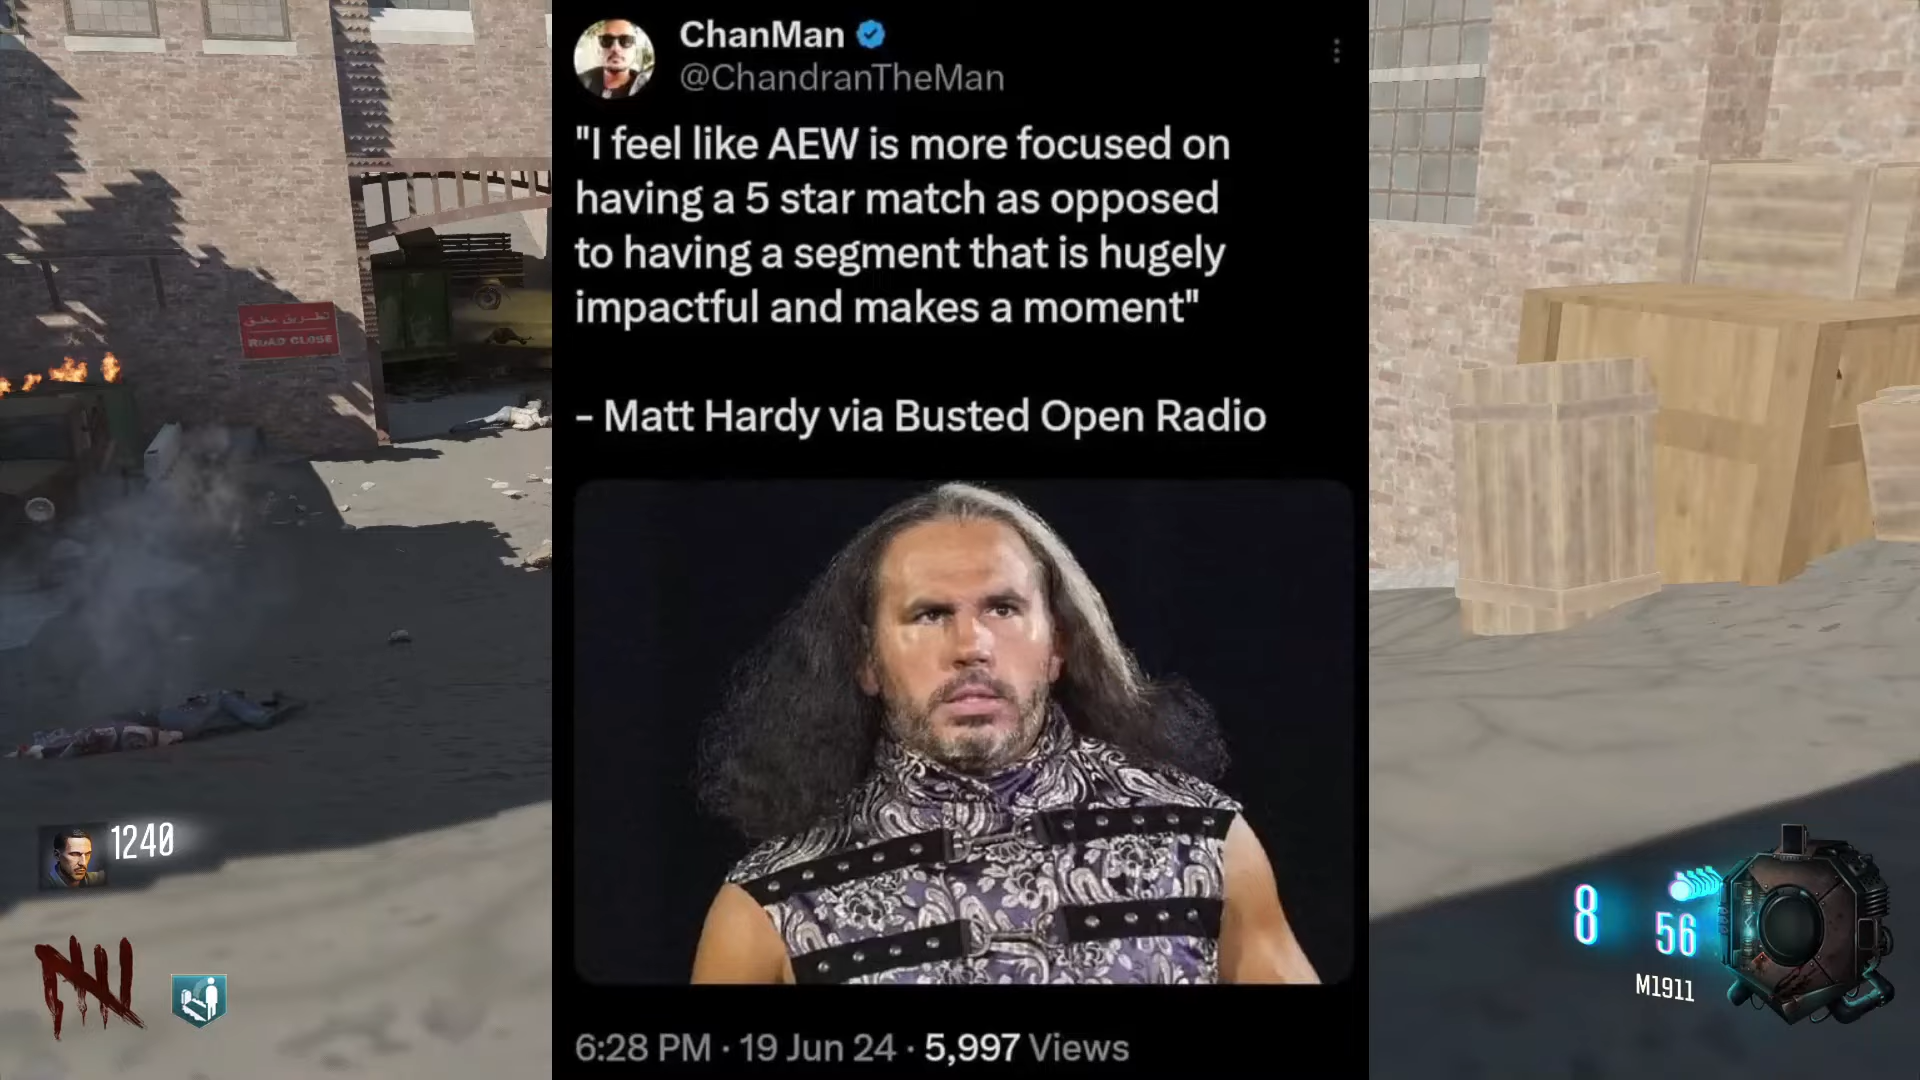 ChanMan
@ChandranTheMan
"I feel like AEW is more focused on
having a 5 star match as opposed
to having a segment that is hugely
impactful and makes a moment"
- Matt Hardy via Busted Open Radio
6:28 PM · 19 Jun 24 · 5,997 Views
ROAD CLOSE
1240
8
56
M1911